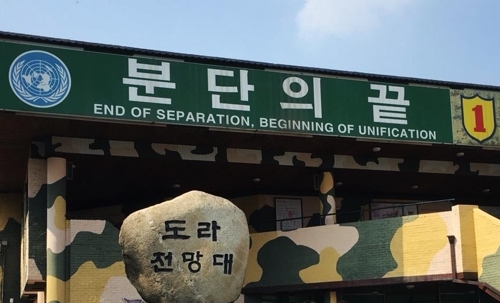 분단의 끝
END OF SEPARATION, BEGINNING OF UNIFICATION
1
도라
전망대